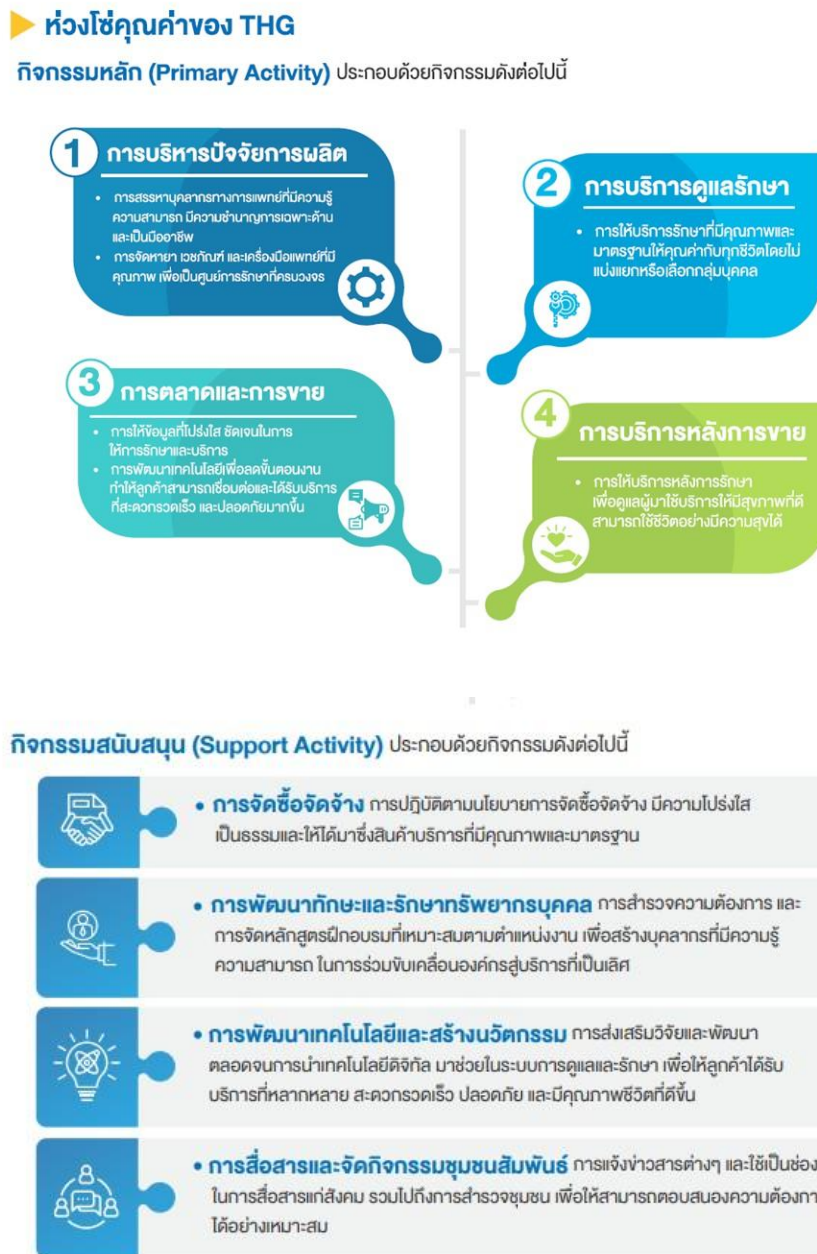 ห่วงโซ่คุณค่าของ THG
กิจกรรมหลัก (Primary Activity) ประกอบด้วยกิจกรรมดังต่อไปนี้
1 การบริหารปัจจัยการผลิต
• การสรรหาบุคลากรทางการแพทย์ที่มีความรู้
ความสามารถ มีความชำนาญการเฉพาะด้าน
และเป็นมืออาชีพ
• การจัดหายา เวชภัณฑ์ และเครื่องมือแพทย์ที่มี
คุณภาพ เพื่อเป็นศูนย์การรักษาที่ครบวงจร
2 การบริการดูแลรักษา
• การให้บริการรักษาที่มีคุณภาพและ
มาตรฐานให้คุณค่ากับทุกชีวิตโดยไม่
แบ่งแยกหรือเลือกกลุ่มบุคคล
3 การตลาดและการขาย
• การให้ข้อมูลที่โปร่งใส ชัดเจนในการ
ให้การรักษาและบริการ
• การพัฒนาเทคโนโลยีเพื่อลดขั้นตอนงาน
ทำให้ลูกค้าสามารถเชื่อมต่อและได้รับบริการ
ที่สะดวกรวดเร็ว และปลอดภัยมากขึ้น
4 การบริการหลังการขาย
• การให้บริการหลังการรักษา
เพื่อดูแลผู้มาใช้บริการให้มีสุขภาพที่ดี
สามารถใช้ชีวิตอย่างมีความสุขได้
กิจกรรมสนับสนุน (Support Activity) ประกอบด้วยกิจกรรมดังต่อไปนี้
• การจัดซื้อจัดจ้าง การปฏิบัติตามนโยบายการจัดซื้อจัดจ้าง มีความโปร่งใส
เป็นธรรมและให้ได้มาซึ่งสินค้าบริการที่มีคุณภาพและมาตรฐาน
• การพัฒนาทักษะและรักษาทรัพยากรบุคคล การสำรวจความต้องการ และ
การจัดหลักสูตรฝึกอบรมที่เหมาะสมตามตำแหน่งงาน เพื่อสร้างบุคลากรที่มีความรู้
ความสามารถ ในการร่วมขับเคลื่อนองค์กรสู่บริการที่เป็นเลิศ
• การพัฒนาเทคโนโลยีและสร้างนวัตกรรม การส่งเสริมวิจัยและพัฒนา
ตลอดจนการนำเทคโนโลยีดิจิทัล มาช่วยในระบบการดูแลและรักษา เพื่อให้ลูกค้าได้รับ
บริการที่หลากหลาย สะดวกรวดเร็ว ปลอดภัย และมีคุณภาพชีวิตที่ดีขึ้น
• การสื่อสารและจัดกิจกรรมชุมชนสัมพันธ์ การแจ้งข่าวสารต่างๆ และใช้เป็นช่อง
ในการสื่อสารแก่สังคม รวมไปถึงการสำรวจชุมชน เพื่อให้สามารถตอบสนองความต้องกา
ได้อย่างเหมาะสม